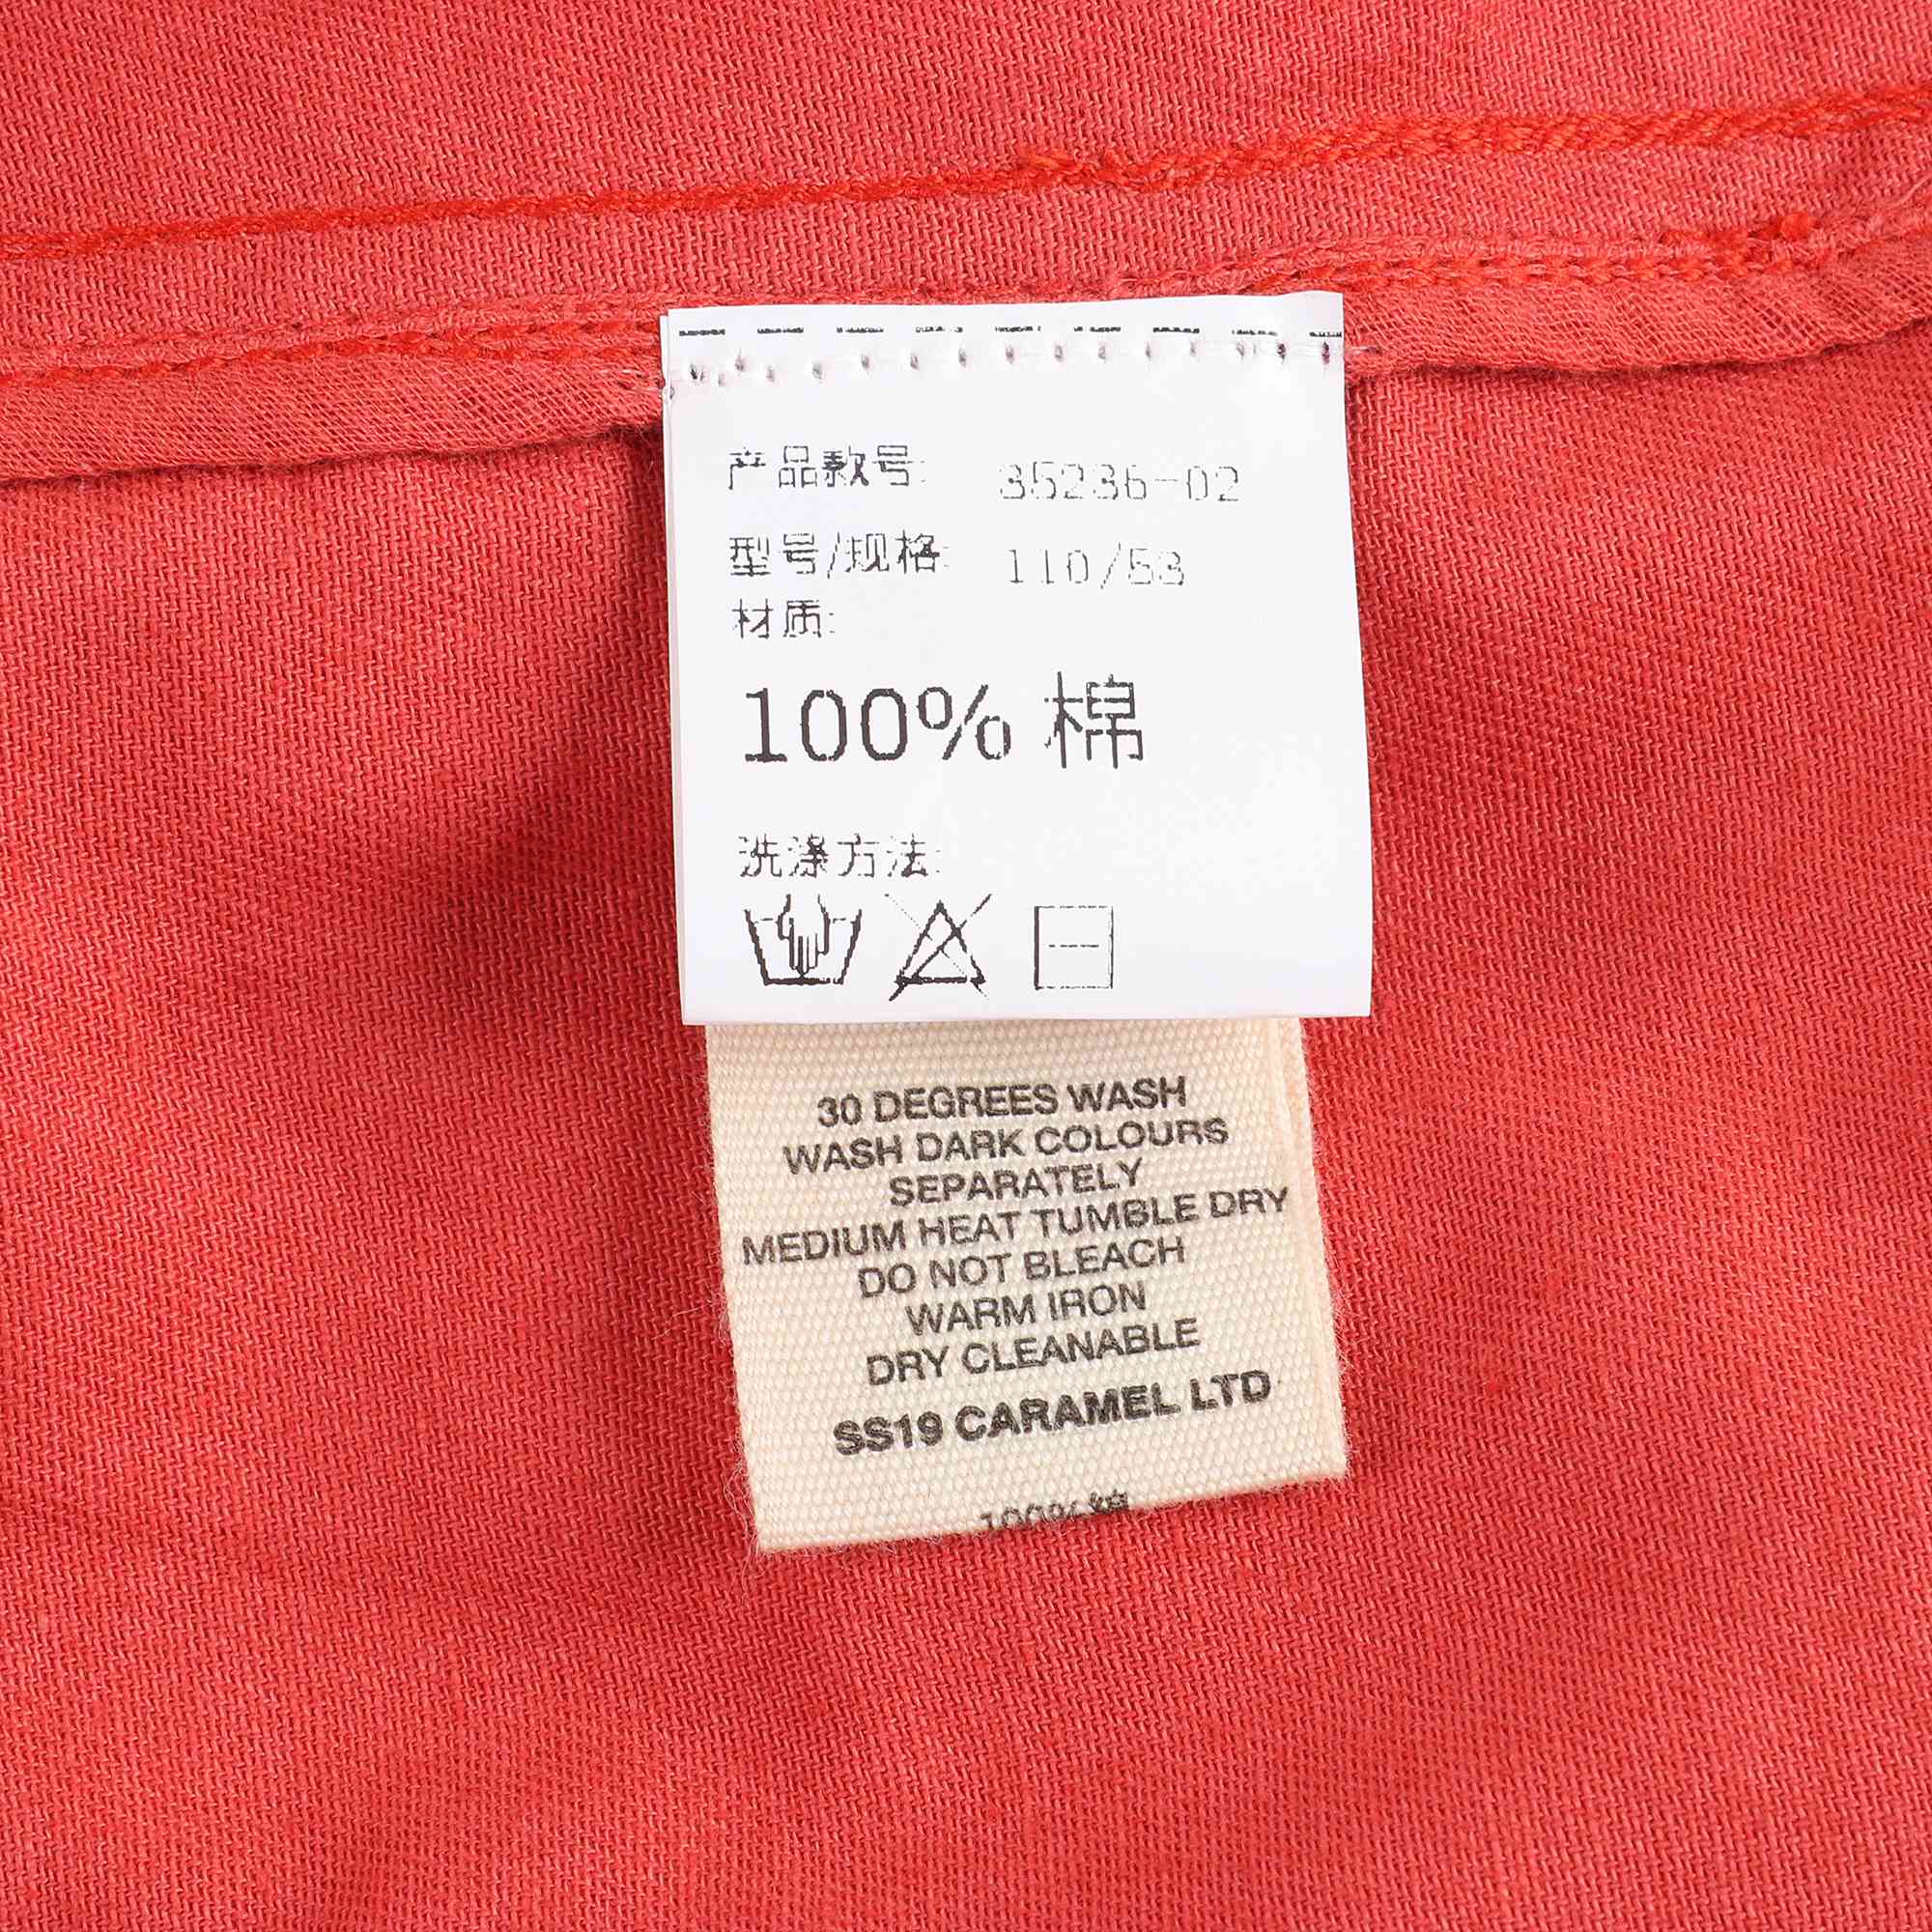 产品款号: 35236-02
型号/规格: 110/53
材质:
100% 棉
洗涤方法:
30 DEGREES WASH
WASH DARK COLOURS
SEPARATELY
MEDIUM HEAT TUMBLE DRY
DO NOT BLEACH
WARM IRON
DRY CLEANABLE
SS19 CARAMEL LTD
100%棉